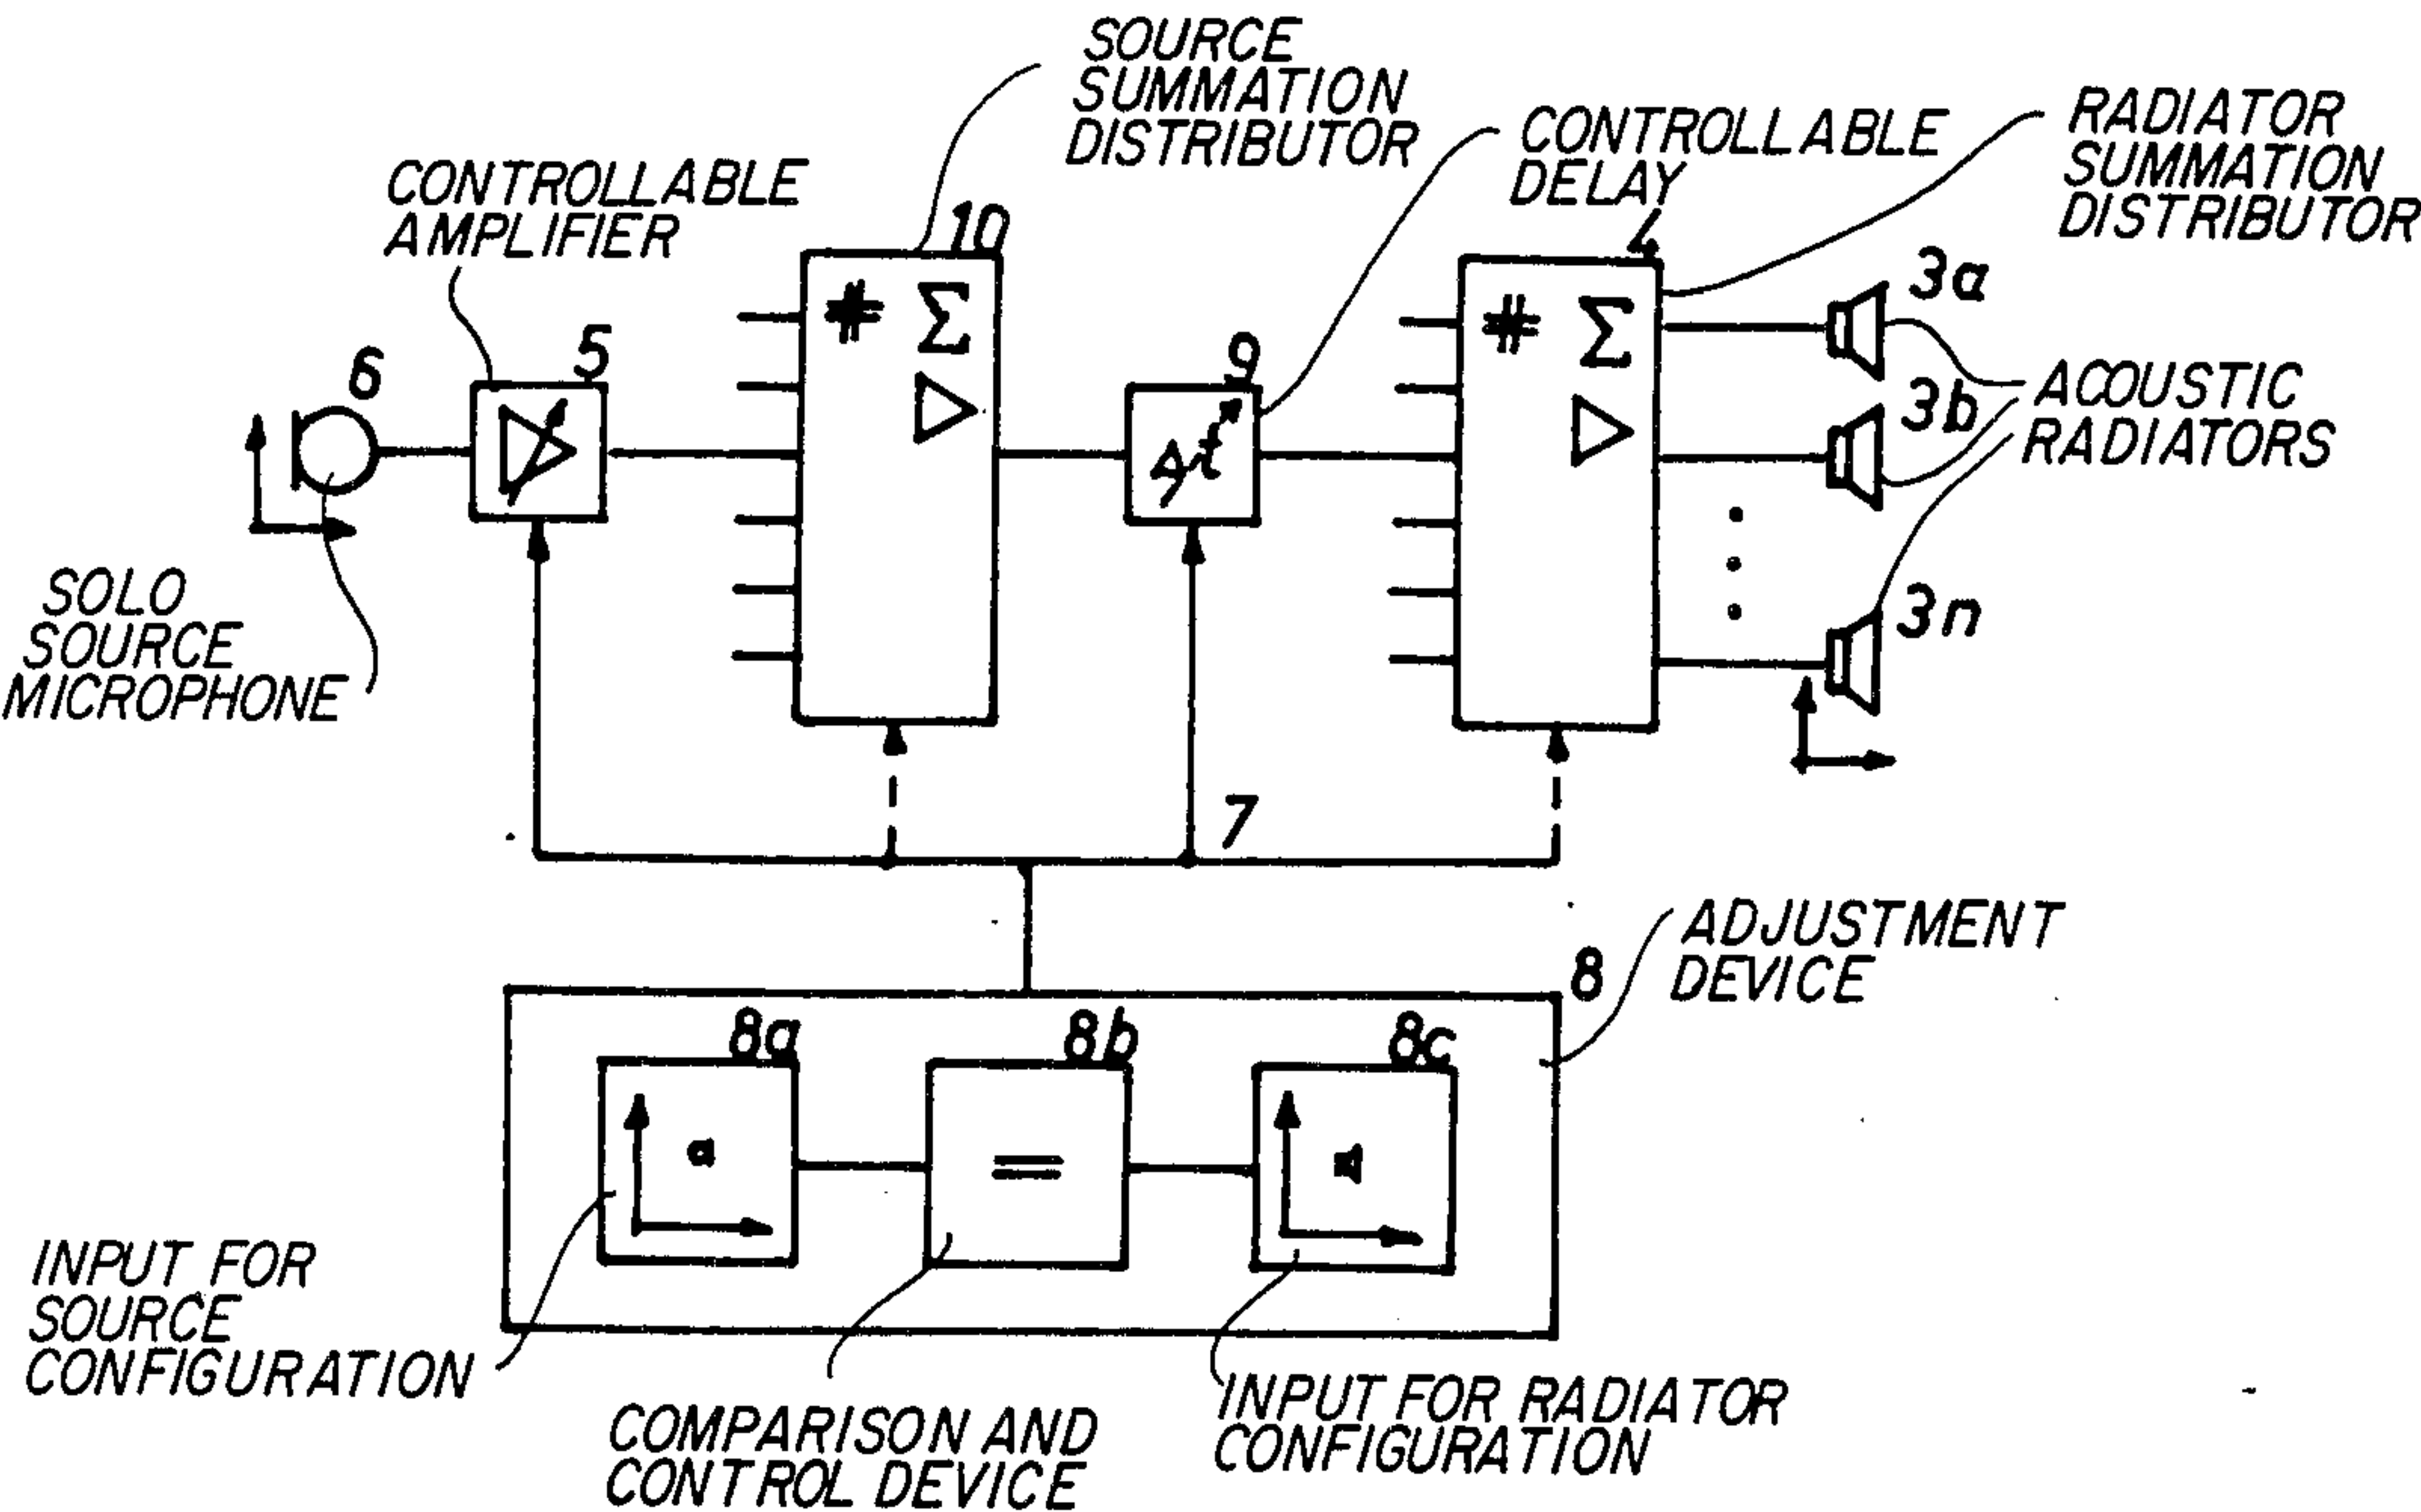 SOURCE
SUMMATION
DISTRIBUTOR
CONTROLLABLE
AMPLIFIER
CONTROLLABLE
DELAY
RADIATOR
SUMMATION
DISTRIBUTOR
10
# Σ
4
# Σ
3a
6
5
9
Δt
3b
ACOUSTIC
RADIATORS
SOLO
SOURCE
MICROPHONE
3n
7
ADJUSTMENT
DEVICE
8
8a
8b
8c
=
INPUT FOR
SOURCE
CONFIGURATION
COMPARISON AND
CONTROL DEVICE
INPUT FOR RADIATOR
CONFIGURATION